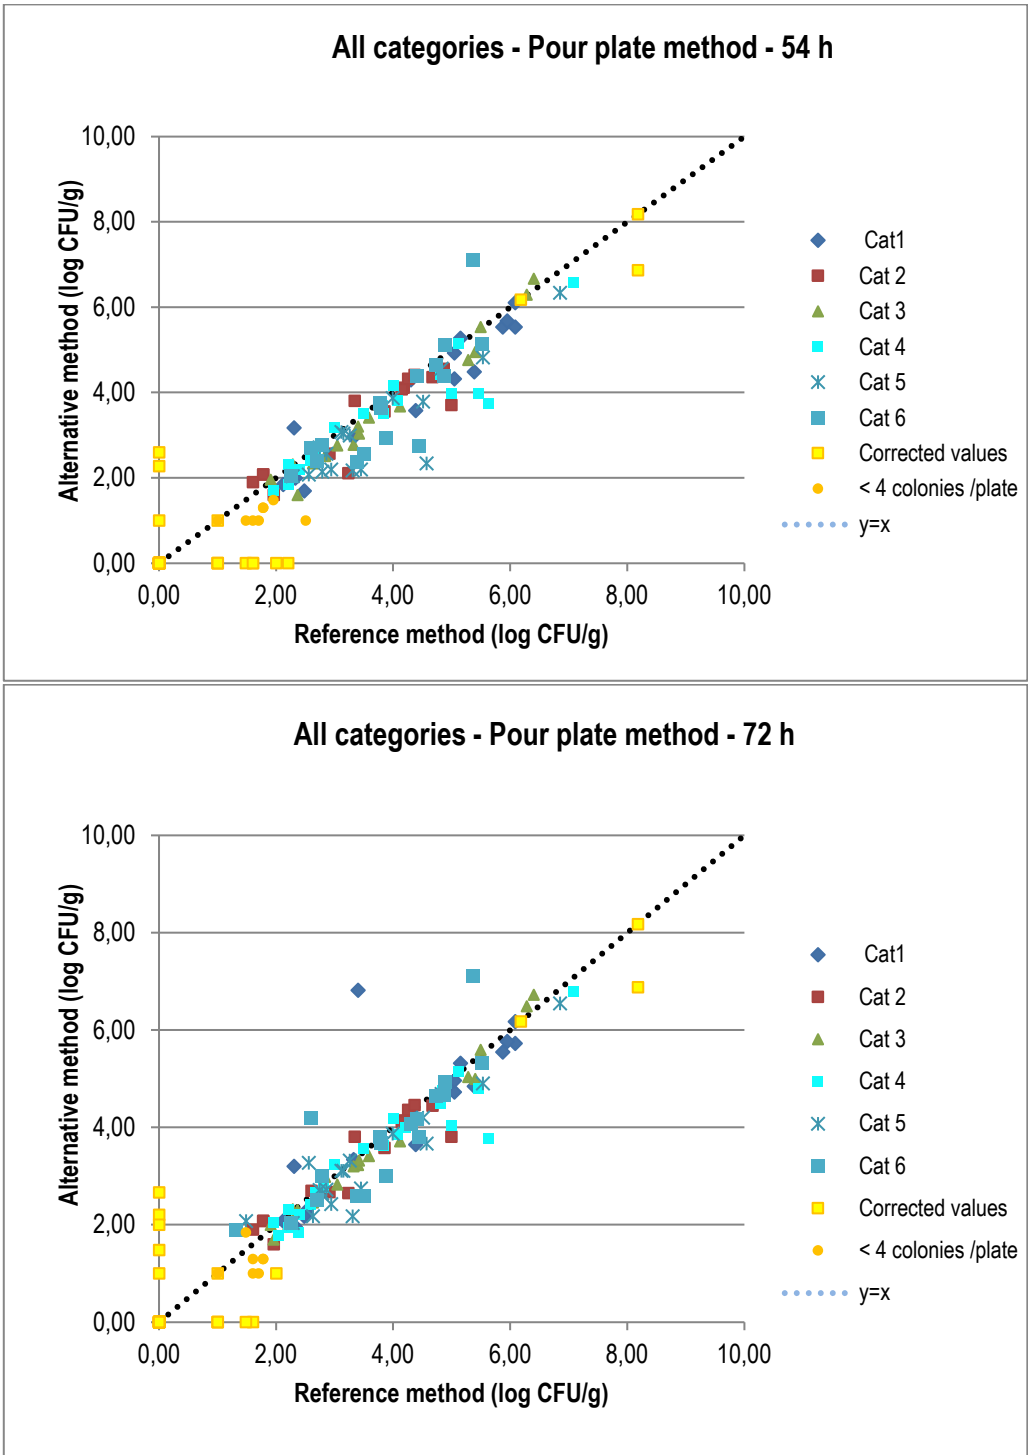 All categories - Pour plate method - 54 h
Alternative method (log CFU/g)
10,00
8,00
6,00
4,00
2,00
0,00
0,00 2,00 4,00 6,00 8,00 10,00
Reference method (log CFU/g)
Cat1
Cat 2
Cat 3
Cat 4
Cat 5
Cat 6
Corrected values
< 4 colonies /plate
y=x
All categories - Pour plate method - 72 h
Alternative method (log CFU/g)
10,00
8,00
6,00
4,00
2,00
0,00
0,00 2,00 4,00 6,00 8,00 10,00
Reference method (log CFU/g)
Cat1
Cat 2
Cat 3
Cat 4
Cat 5
Cat 6
Corrected values
< 4 colonies /plate
y=x